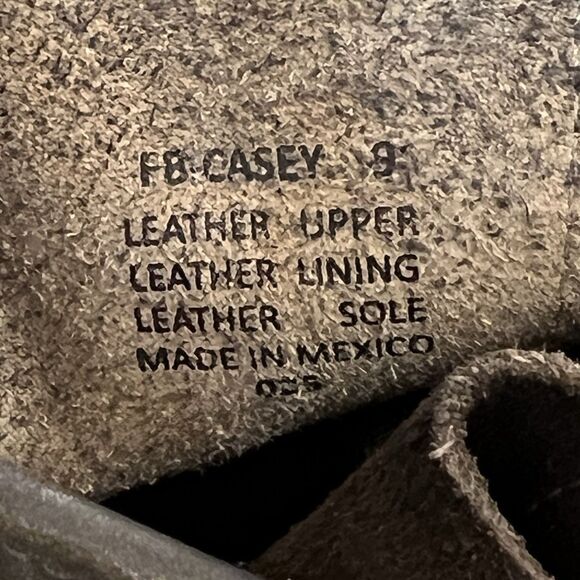 FB-CASEY 9
LEATHER UPPER
LEATHER LINING
LEATHER SOLE
MADE IN MEXICO